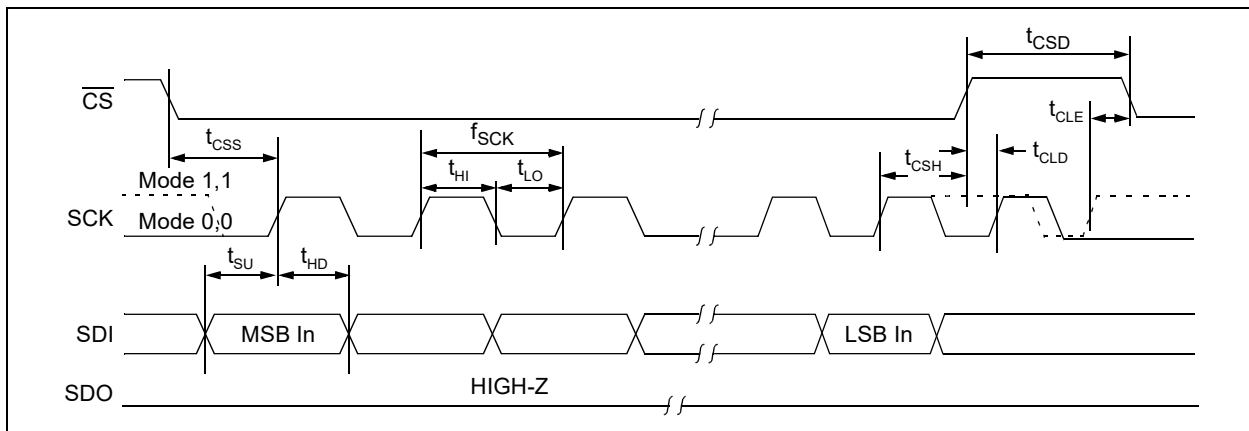 t_CSD
CS
t_CLE
t_CSS
f_SCK
t_HI
t_LO
t_CSH
t_CLD
Mode 1,1
SCK
Mode 0,0
t_SU
t_HD
SDI
MSB In
LSB In
SDO
HIGH-Z